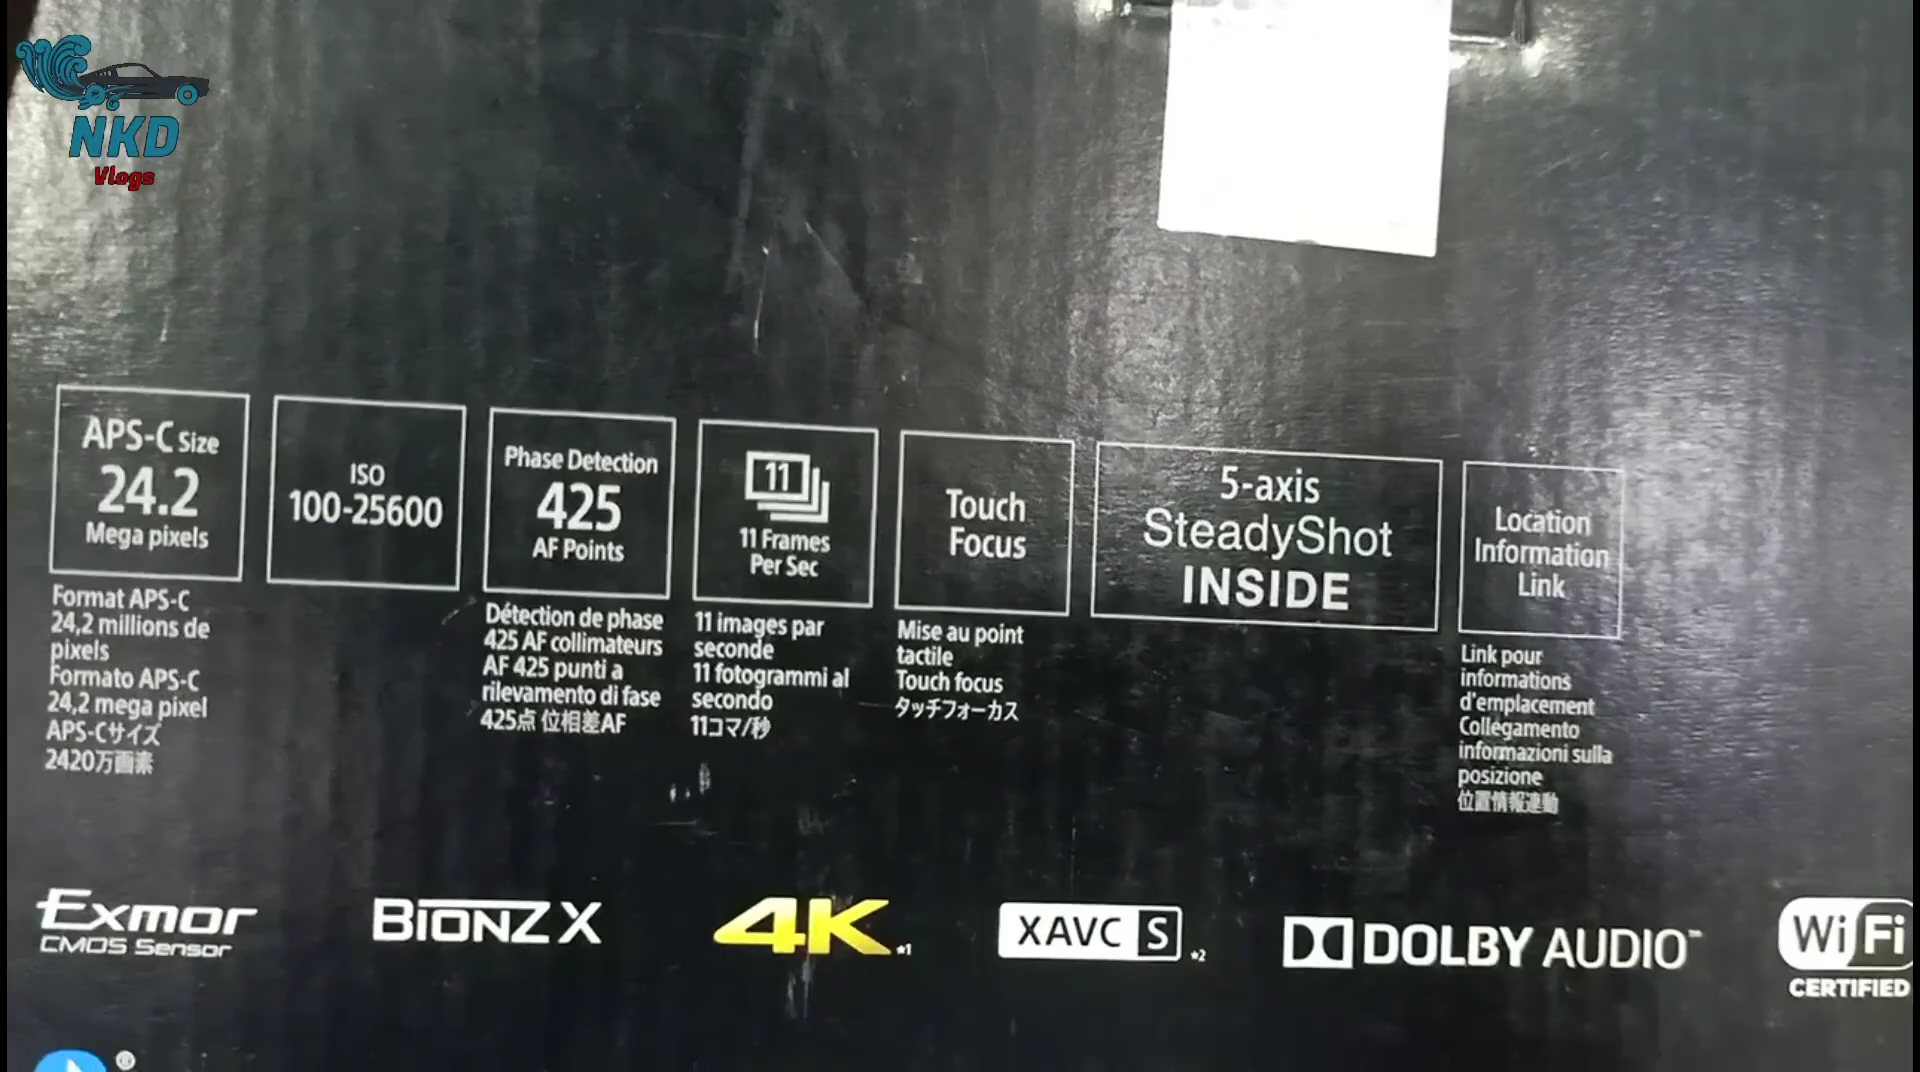 NKD
Vlogs
APS-C Size
24.2
Mega pixels
Format APS-C
24,2 millions de
pixels
Formato APS-C
24,2 mega pixel
APS-Cサイズ
2420万画素
ISO
100-25600
Phase Detection
425
AF Points
Détection de phase
425 AF collimateurs
AF 425 punti a
rilevamento di fase
425点 位相差AF
11
11 Frames
Per Sec
11 images par
seconde
11 fotogrammi al
secondo
11コマ/秒
Touch
Focus
Mise au point
tactile
Touch focus
タッチフォーカス
5-axis
SteadyShot
INSIDE
Location
Information
Link
Link pour
informations
d'emplacement
Collegamento
informazioni sulla
posizione
位置情報連動
Exmor
CMOS Sensor
BIONZ X
4K *1
XAVC S *2
DOLBY AUDIO™
WiFi
CERTIFIED
®